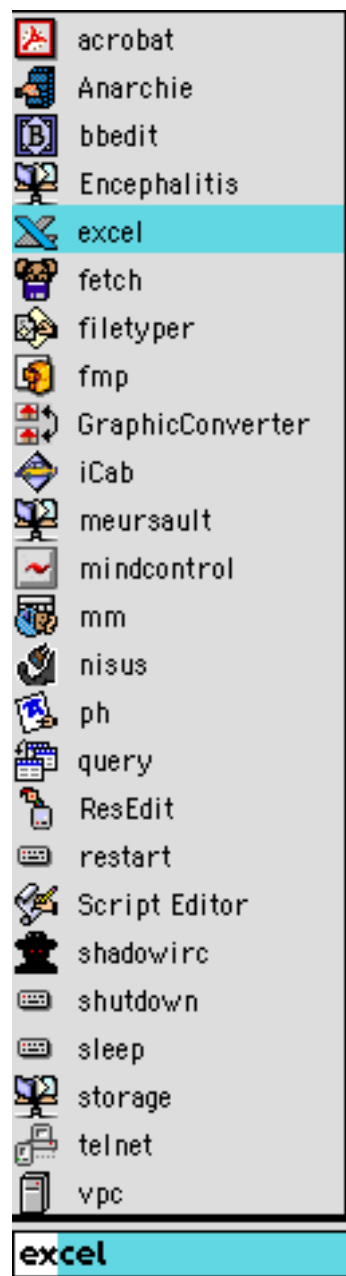 acrobat
Anarchie
bbedit
Encephalitis
excel
fetch
filetyper
fmp
GraphicConverter
iCab
meursault
mindcontrol
mm
nisus
ph
query
ResEdit
restart
Script Editor
shadowirc
shutdown
sleep
storage
telnet
vpc
excel